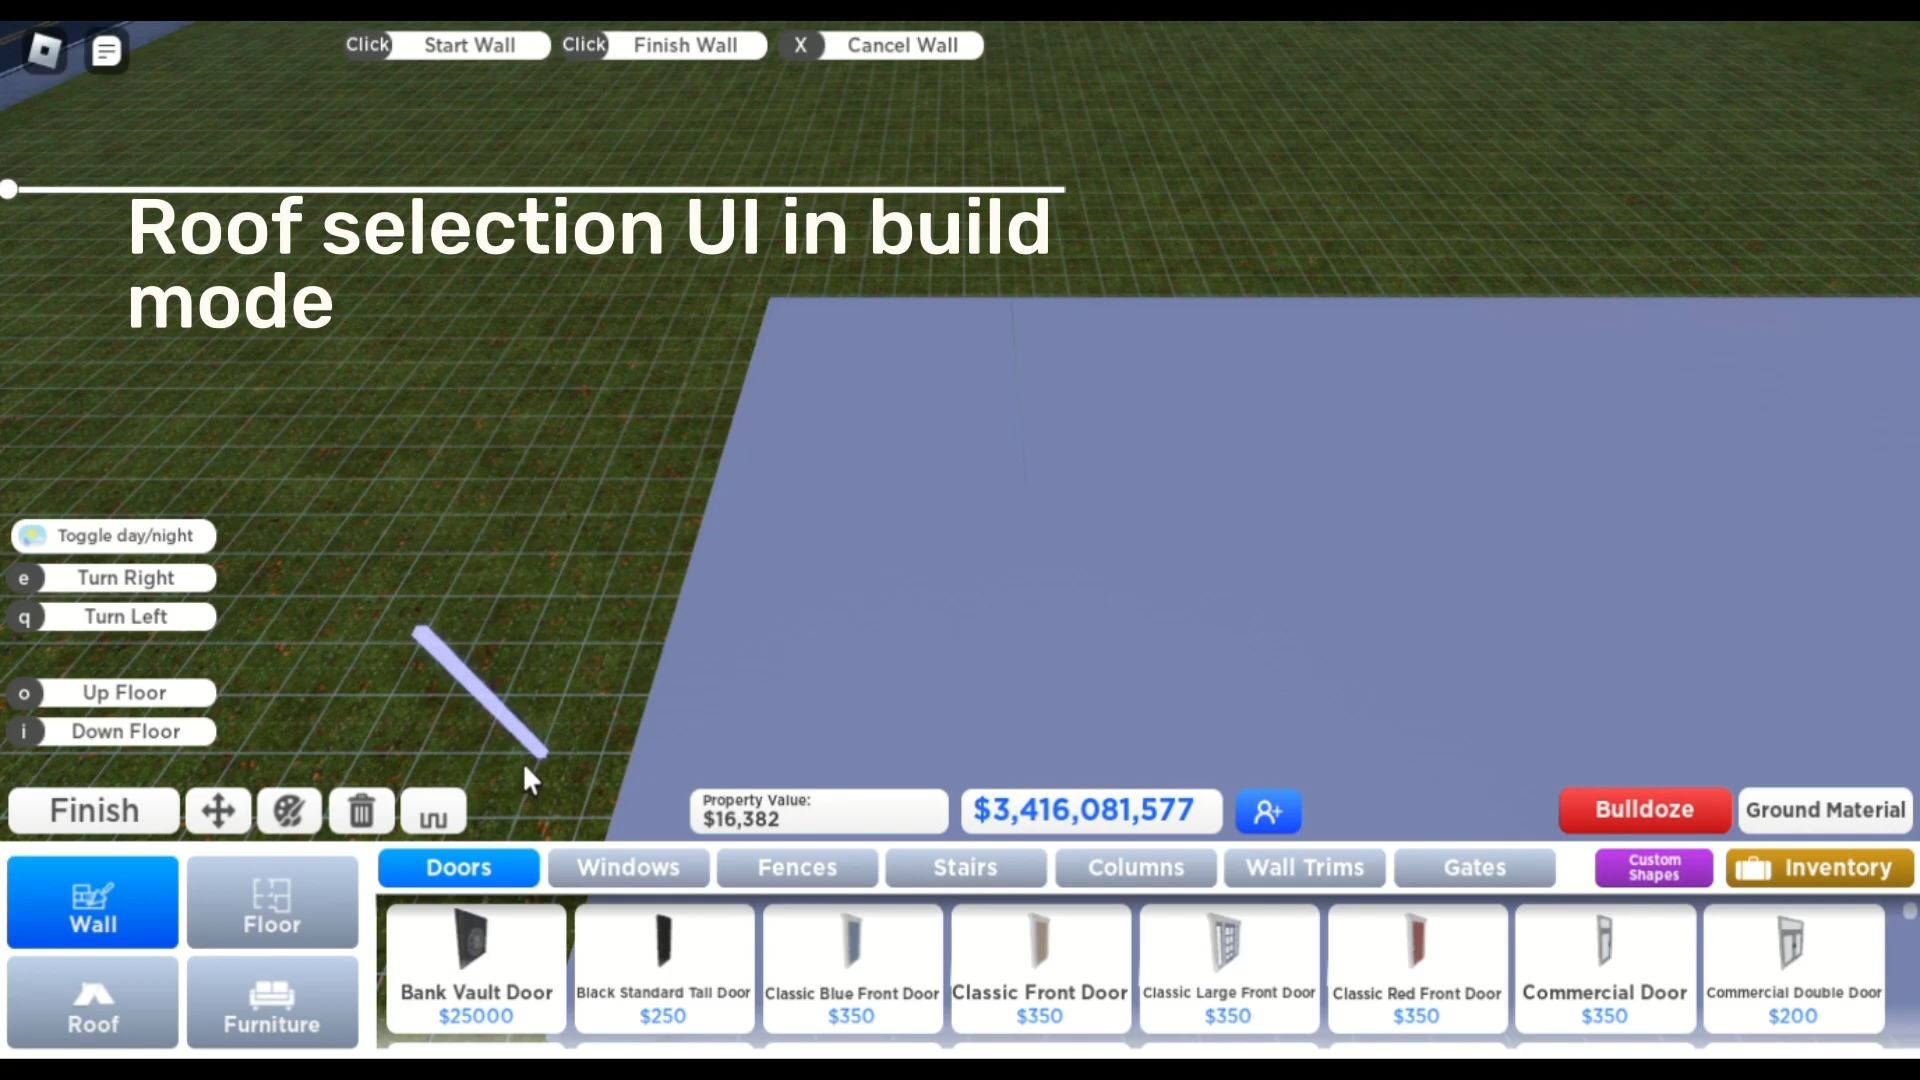 Click Start Wall Click Finish Wall X Cancel Wall
Roof selection UI in build
mode
Toggle day/night
e Turn Right
q Turn Left
o Up Floor
i Down Floor
Finish
Property Value:
$16,382
$3,416,081,577
Bulldoze
Ground Material
Wall
Floor
Roof
Furniture
Doors Windows Fences Stairs Columns Wall Trims Gates
Custom
Shapes
Inventory
Bank Vault Door
$25000
Black Standard Tall Door
$250
Classic Blue Front Door
$350
Classic Front Door
$350
Classic Large Front Door
$350
Classic Red Front Door
$350
Commercial Door
$350
Commercial Double Door
$200